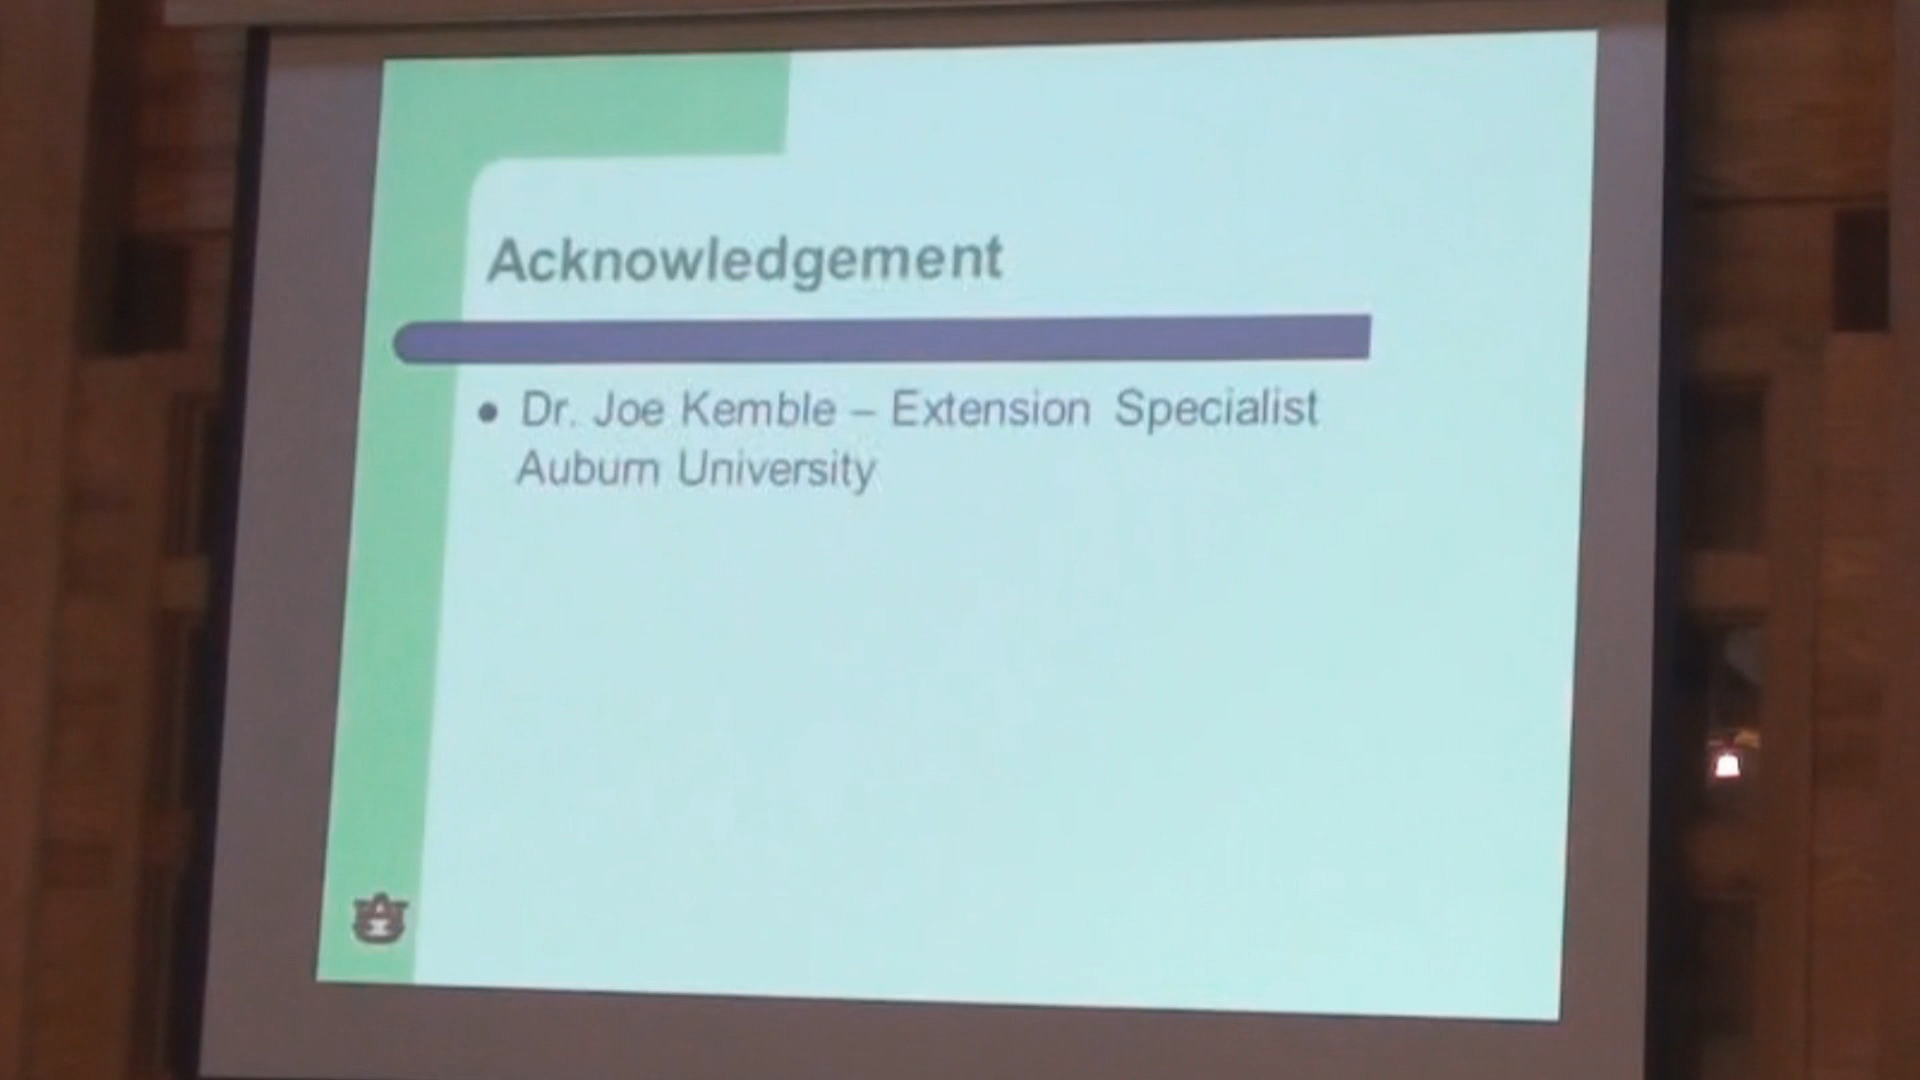 Acknowledgement
• Dr. Joe Kemble – Extension Specialist
Auburn University